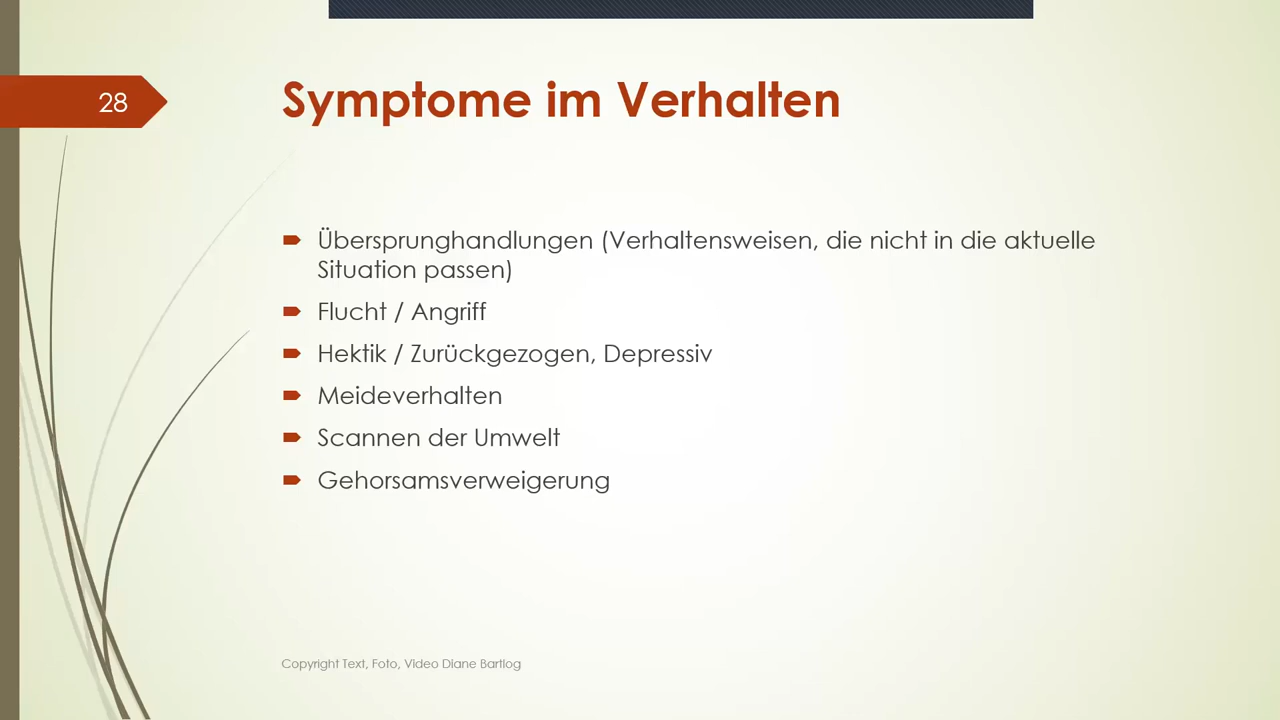 28
Symptome im Verhalten
Übersprunghandlungen (Verhaltensweisen, die nicht in die aktuelle
Situation passen)
Flucht / Angriff
Hektik / Zurückgezogen, Depressiv
Meideverhalten
Scannen der Umwelt
Gehorsamsverweigerung
Copyright Text, Foto, Video Diane Bartlog